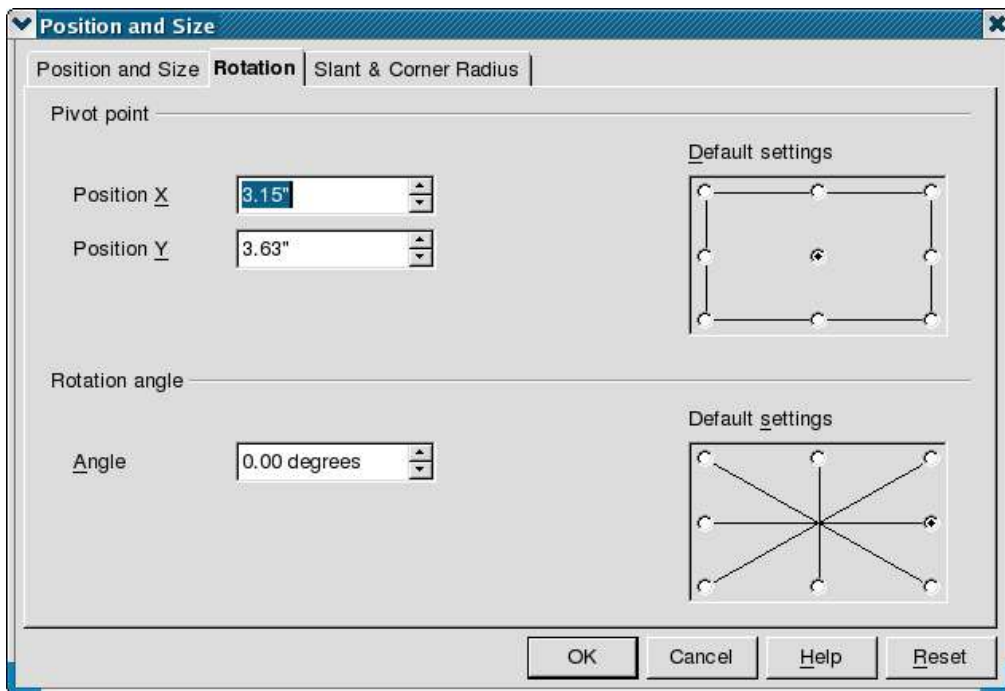 Position and Size
Position and Size Rotation Slant & Corner Radius
Pivot point
Default settings
Position X 3.15"
Position Y 3.63"
Rotation angle
Default settings
Angle 0.00 degrees
OK Cancel Help Reset